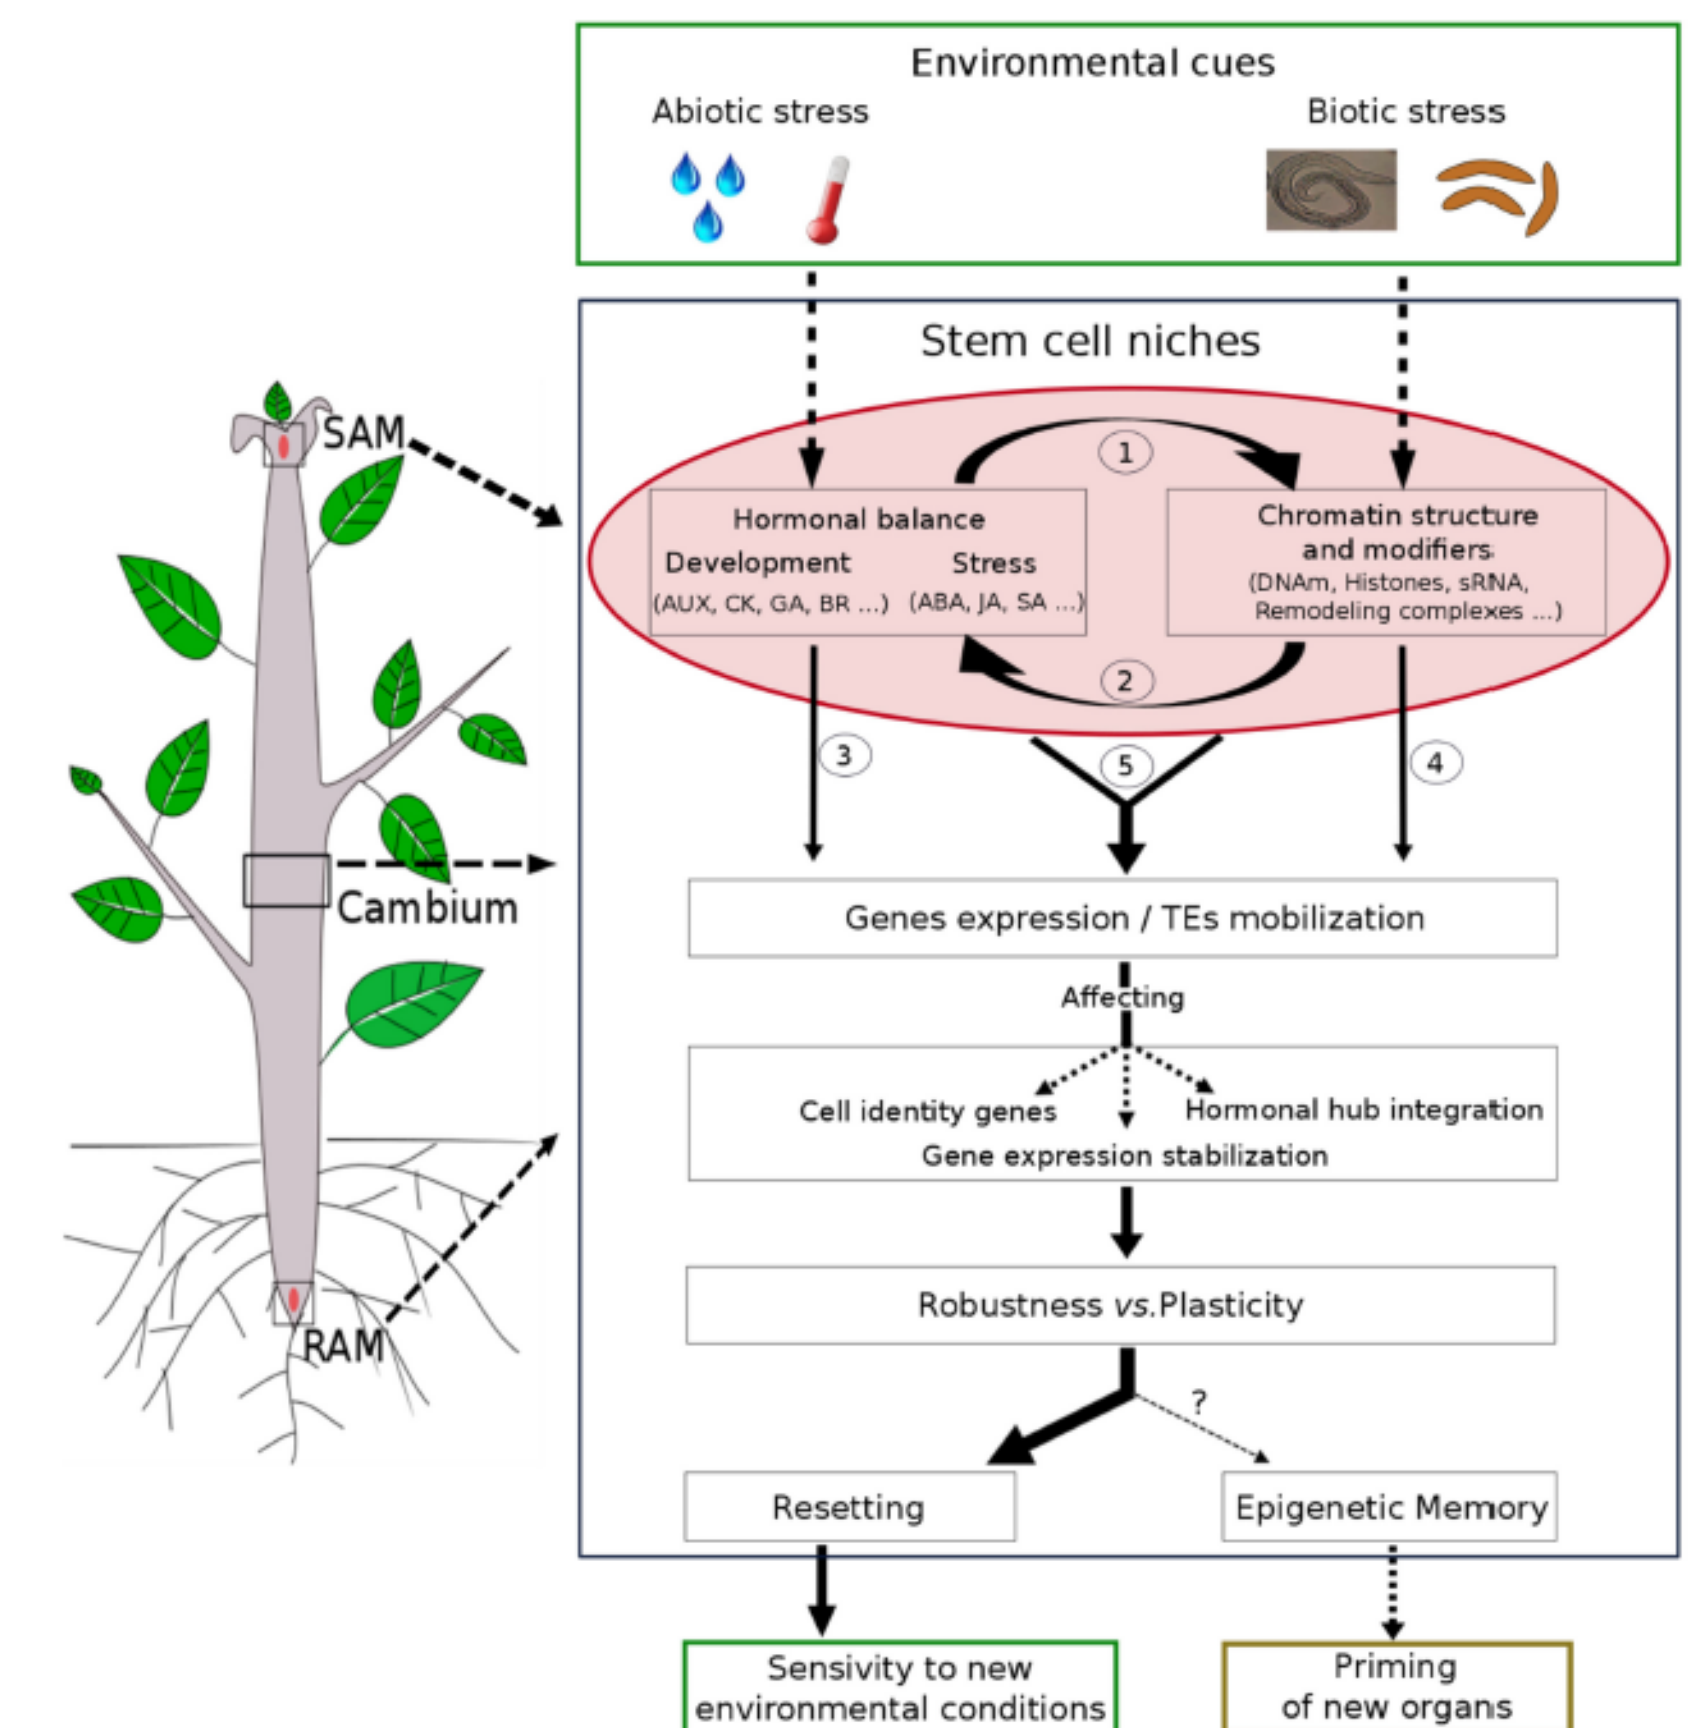 Environmental cues
Abiotic stress
Biotic stress
Stem cell niches
SAM
1
Hormonal balance
Development Stress
(AUX, CK, GA, BR ...) (ABA, JA, SA ...)
Chromatin structure
and modifiers
(DNAm, Histones, sRNA,
Remodeling complexes ...)
2
3
5
4
Cambium
Genes expression / TEs mobilization
Affecting
Cell identity genes
Hormonal hub integration
Gene expression stabilization
RAM
Robustness vs.Plasticity
?
Resetting
Epigenetic Memory
Sensivity to new
environmental conditions
Priming
of new organs